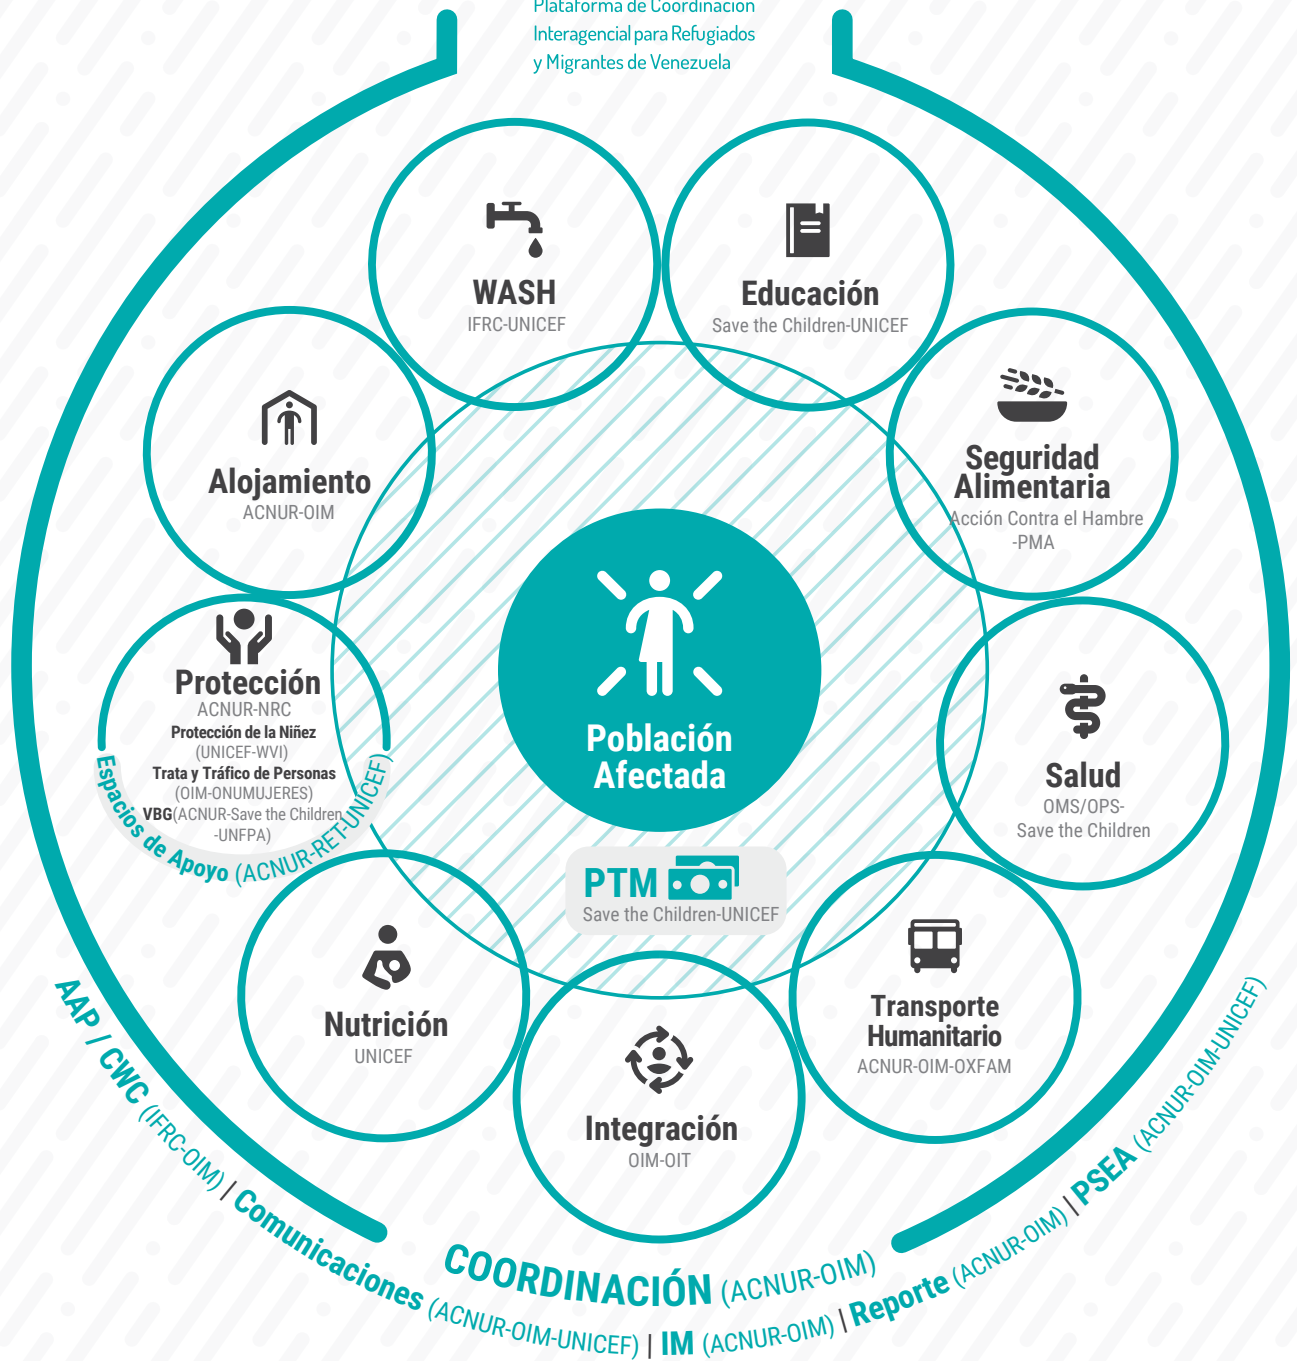 Plataforma de Coordinación
Interagencial para Refugiados
y Migrantes de Venezuela
WASH
IFRC-UNICEF
Educación
Save the Children-UNICEF
Alojamiento
ACNUR-OIM
Seguridad
Alimentaria
Acción Contra el Hambre
-PMA
Protección
ACNUR-NRC
Protección de la Niñez
(UNICEF-WVI)
Trata y Tráfico de Personas
(OIM-ONUMUJERES)
VBG(ACNUR-Save the Children
-UNFPA)
Espacios de Apoyo (ACNUR-RET-UNICEF)
Población
Afectada
Salud
OMS/OPS-
Save the Children
PTM
Save the Children-UNICEF
Nutrición
UNICEF
Transporte
Humanitario
ACNUR-OIM-OXFAM
Integración
OIM-OIT
COORDINACIÓN (ACNUR-OIM)
AAP / CWC (IFRC-OIM) | Comunicaciones (ACNUR-OIM-UNICEF) | IM (ACNUR-OIM) | Reporte (ACNUR-OIM) | PSEA (ACNUR-OIM-UNICEF)